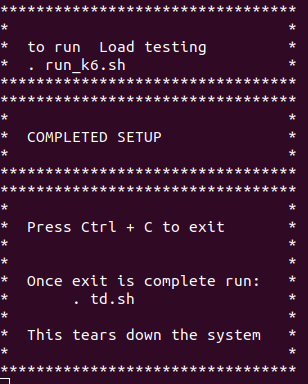 *********************************
*                               *
*  to run  Load testing         *
*  . run_k6.sh                  *
*********************************
*********************************
*                               *
*  COMPLETED SETUP              *
*                               *
*********************************
*********************************
*                               *
*  Press Ctrl + C to exit       *
*                               *
*                               *
*  Once exit is complete run:   *
*       . td.sh                 *
*                               *
*  This tears down the system   *
*                               *
*********************************